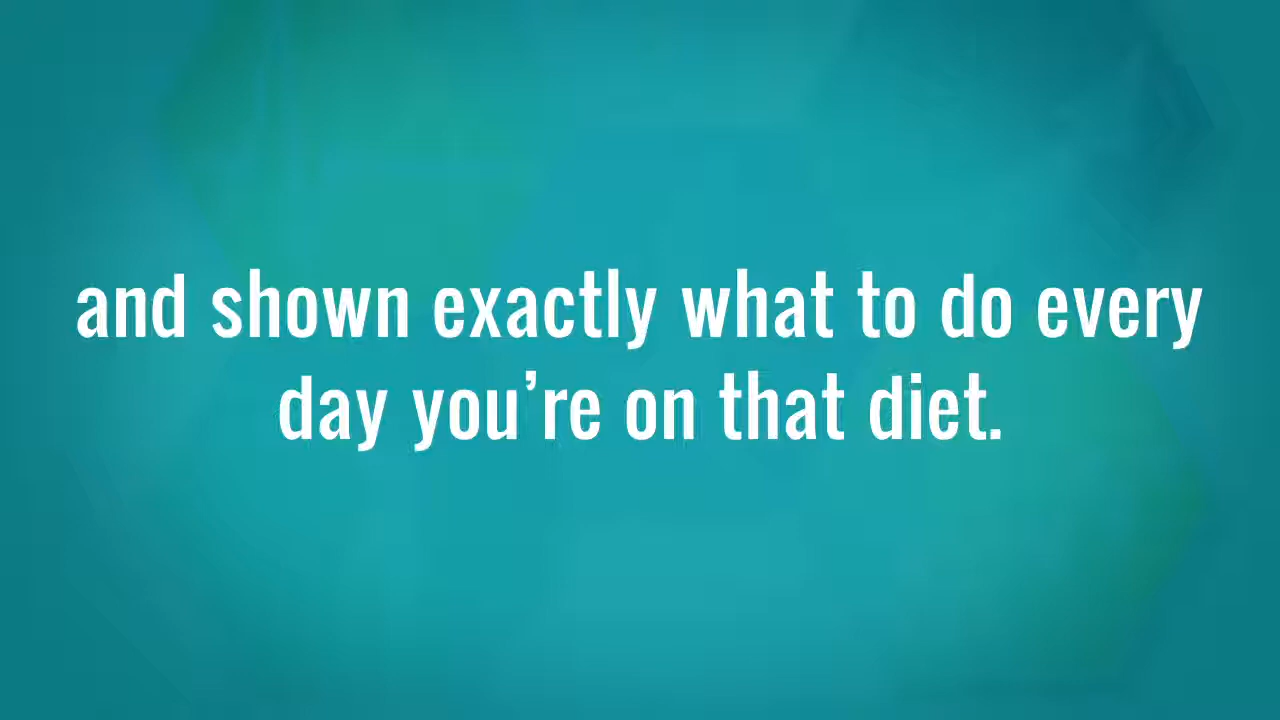 and shown exactly what to do every
day you’re on that diet.